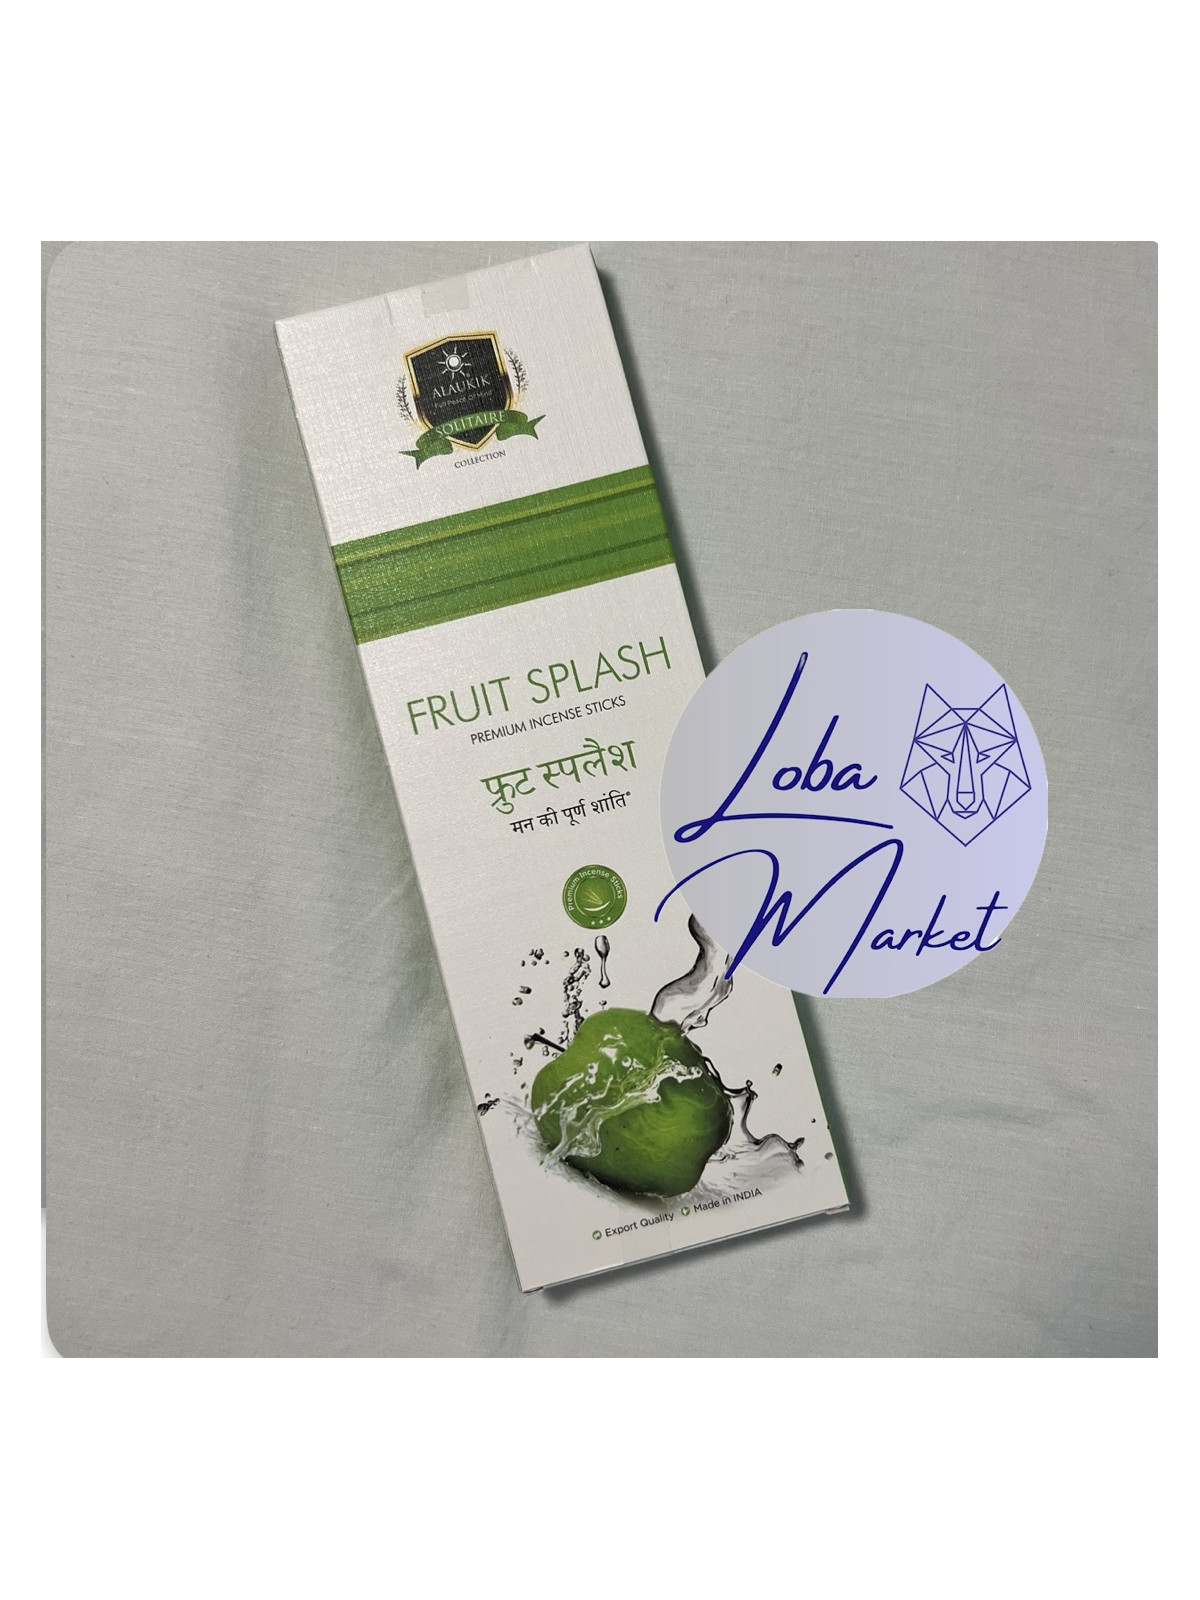 ALAUKIK
Full Peace Of Mind
SOLITAIRE
COLLECTION
FRUIT SPLASH
PREMIUM INCENSE STICKS
फ्रुट स्पलैश
मन की पूर्ण शांति®
Premium Incense Sticks
Export Quality Made in INDIA
Loba
Market